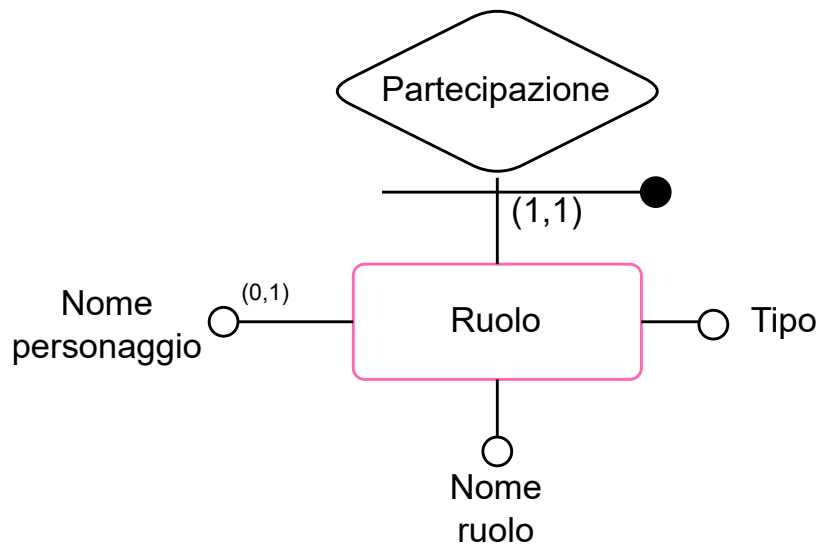 Partecipazione
(1,1)
(0,1)
Nome
personaggio
Ruolo
Tipo
Nome
ruolo